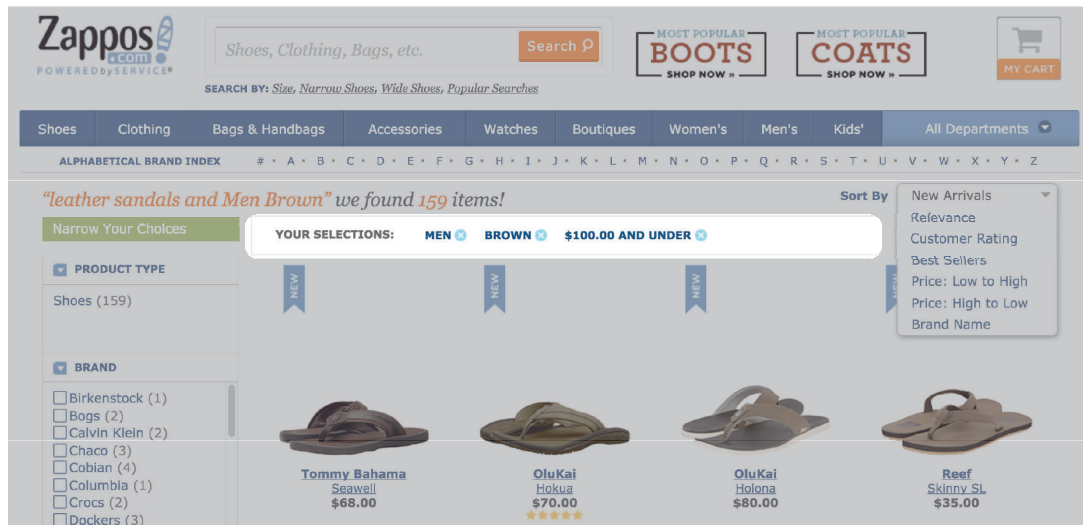 Zappos
.com
POWERED by SERVICE®
Shoes, Clothing, Bags, etc.
Search
SEARCH BY: Size, Narrow Shoes, Wide Shoes, Popular Searches
MOST POPULAR
BOOTS
SHOP NOW »
MOST POPULAR
COATS
SHOP NOW »
MY CART
Shoes Clothing Bags & Handbags Accessories Watches Boutiques Women's Men's Kids' All Departments
ALPHABETICAL BRAND INDEX # • A • B • C • D • E • F • G • H • I • J • K • L • M • N • O • P • Q • R • S • T • U • V • W • X • Y • Z
“leather sandals and Men Brown” we found 159 items!
Sort By
New Arrivals
Relevance
Customer Rating
Best Sellers
Price: Low to High
Price: High to Low
Brand Name
Narrow Your Choices
YOUR SELECTIONS: MEN BROWN $100.00 AND UNDER
PRODUCT TYPE
Shoes (159)
BRAND
Birkenstock (1)
Bogs (2)
Calvin Klein (2)
Chaco (3)
Cobian (4)
Columbia (1)
Crocs (2)
Dockers (3)
NEW
NEW
NEW
NEW
Tommy Bahama
Seawell
$68.00
OluKai
Hokua
$70.00
OluKai
Holona
$80.00
Reef
Skinny SL
$35.00